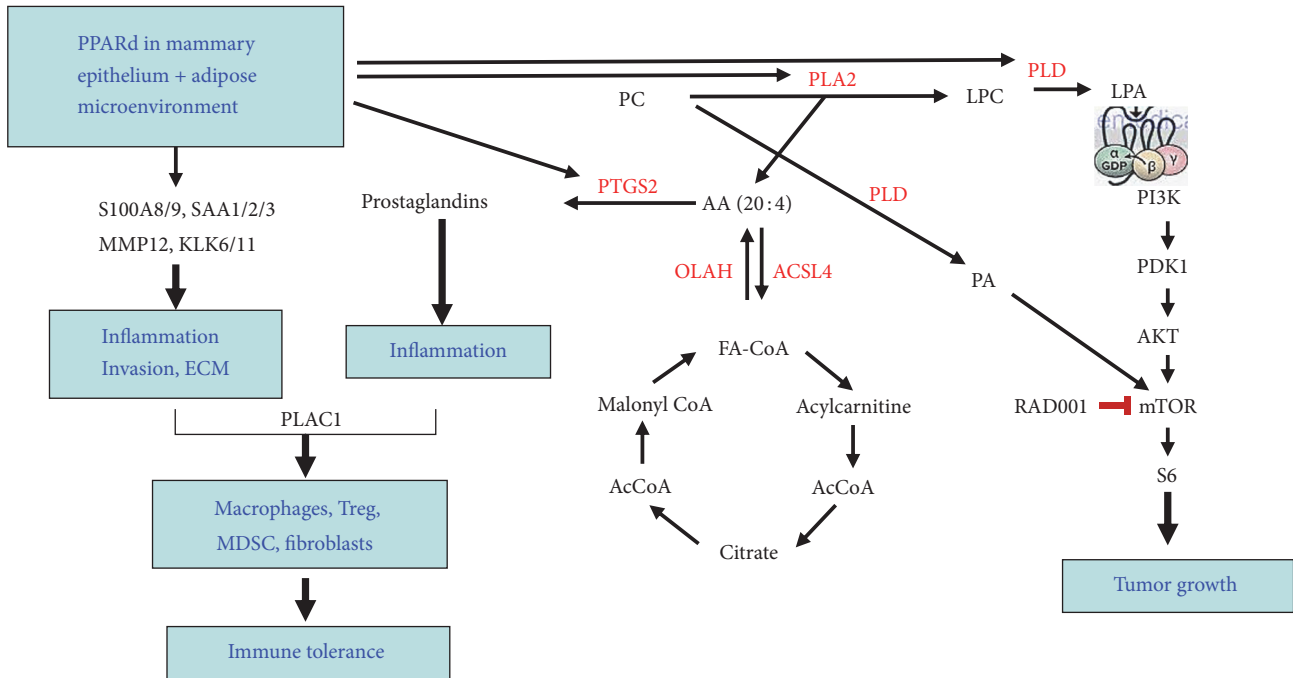 PPARd in mammary
epithelium + adipose
microenvironment
PLD
PLA2
PC
LPC
LPA
α
GDP
β
γ
PI3K
PTGS2
Prostaglandins
AA (20 : 4)
PLD
S100A8/9, SAA1/2/3
MMP12, KLK6/11
OLAH
ACSL4
PA
PDK1
Inflammation
Invasion, ECM
Inflammation
FA-CoA
AKT
Malonyl CoA
Acylcarnitine
RAD001
mTOR
PLAC1
AcCoA
AcCoA
S6
Macrophages, Treg,
MDSC, fibroblasts
Citrate
Tumor growth
Immune tolerance